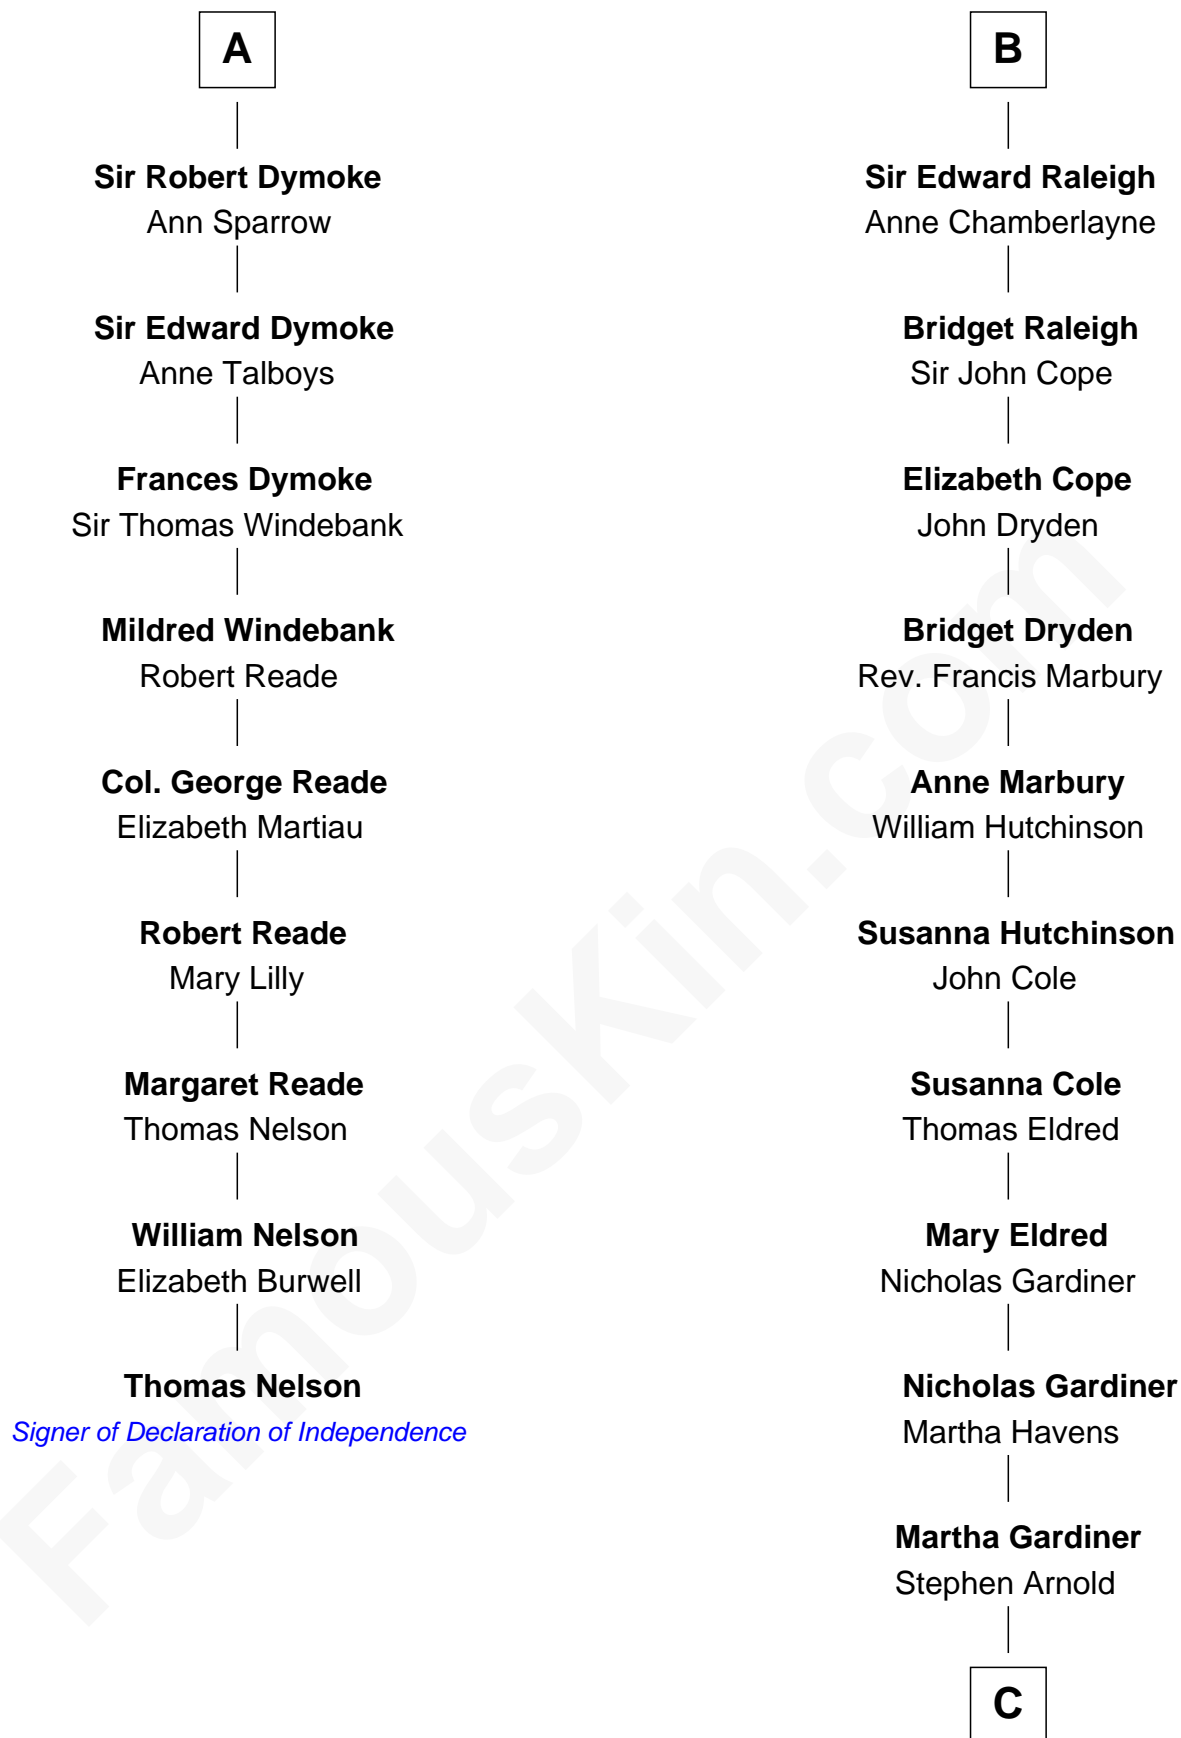 A
Sir Robert Dymoke
Ann Sparrow
Sir Edward Dymoke
Anne Talboys
Frances Dymoke
Sir Thomas Windebank
Mildred Windebank
Robert Reade
Col. George Reade
Elizabeth Martiau
Robert Reade
Mary Lilly
Margaret Reade
Thomas Nelson
William Nelson
Elizabeth Burwell
Thomas Nelson
Signer of Declaration of Independence
B
Sir Edward Raleigh
Anne Chamberlayne
Bridget Raleigh
Sir John Cope
Elizabeth Cope
John Dryden
Bridget Dryden
Rev. Francis Marbury
Anne Marbury
William Hutchinson
Susanna Hutchinson
John Cole
Susanna Cole
Thomas Eldred
Mary Eldred
Nicholas Gardiner
Nicholas Gardiner
Martha Havens
Martha Gardiner
Stephen Arnold
C
FamousKin.com